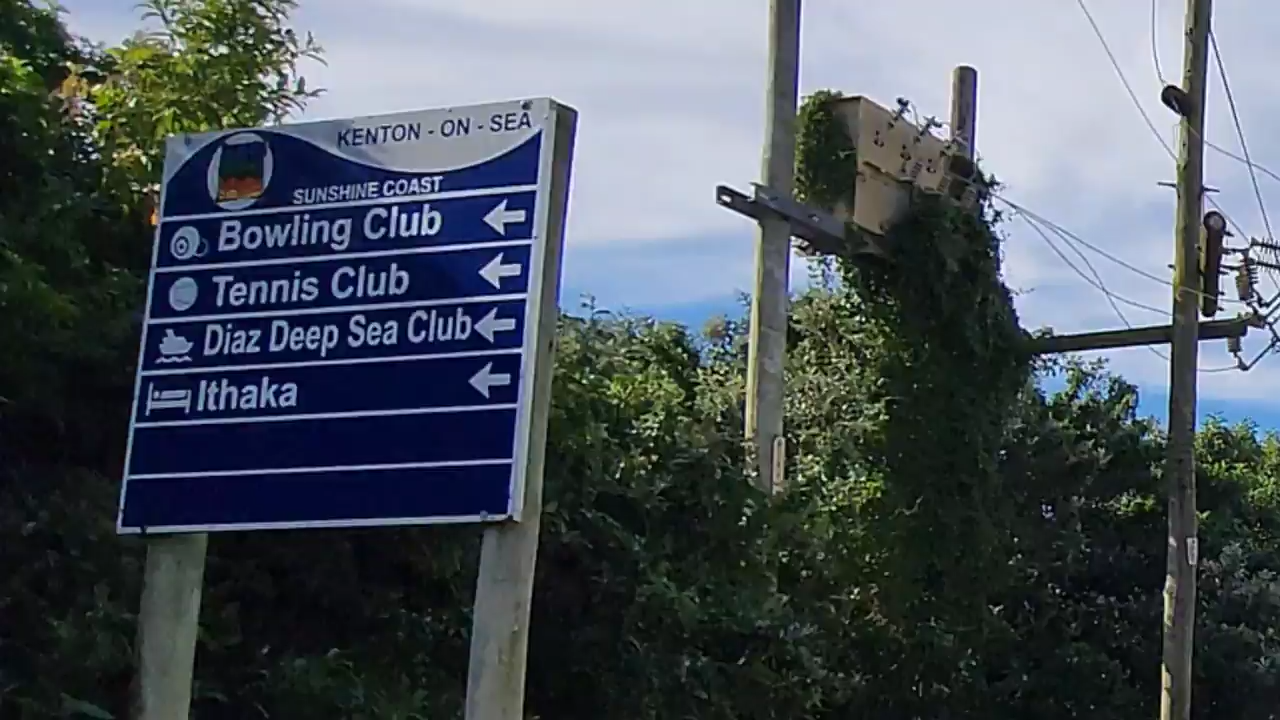 KENTON - ON - SEA
SUNSHINE COAST
Bowling Club
Tennis Club
Diaz Deep Sea Club
Ithaka